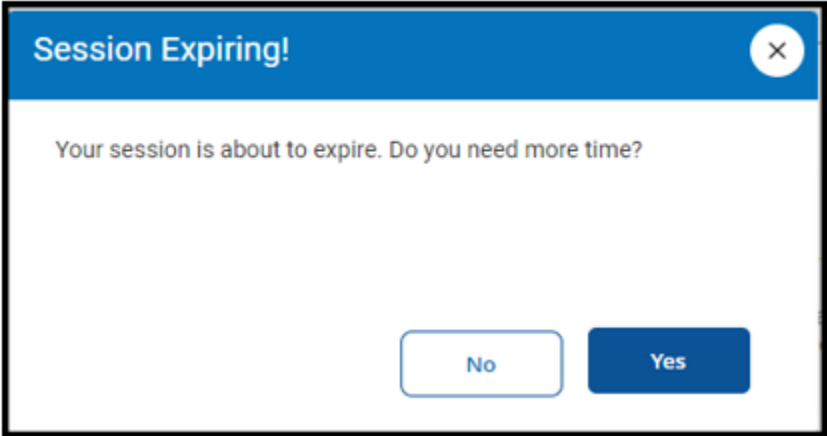 Session Expiring!
Your session is about to expire. Do you need more time?
No
Yes